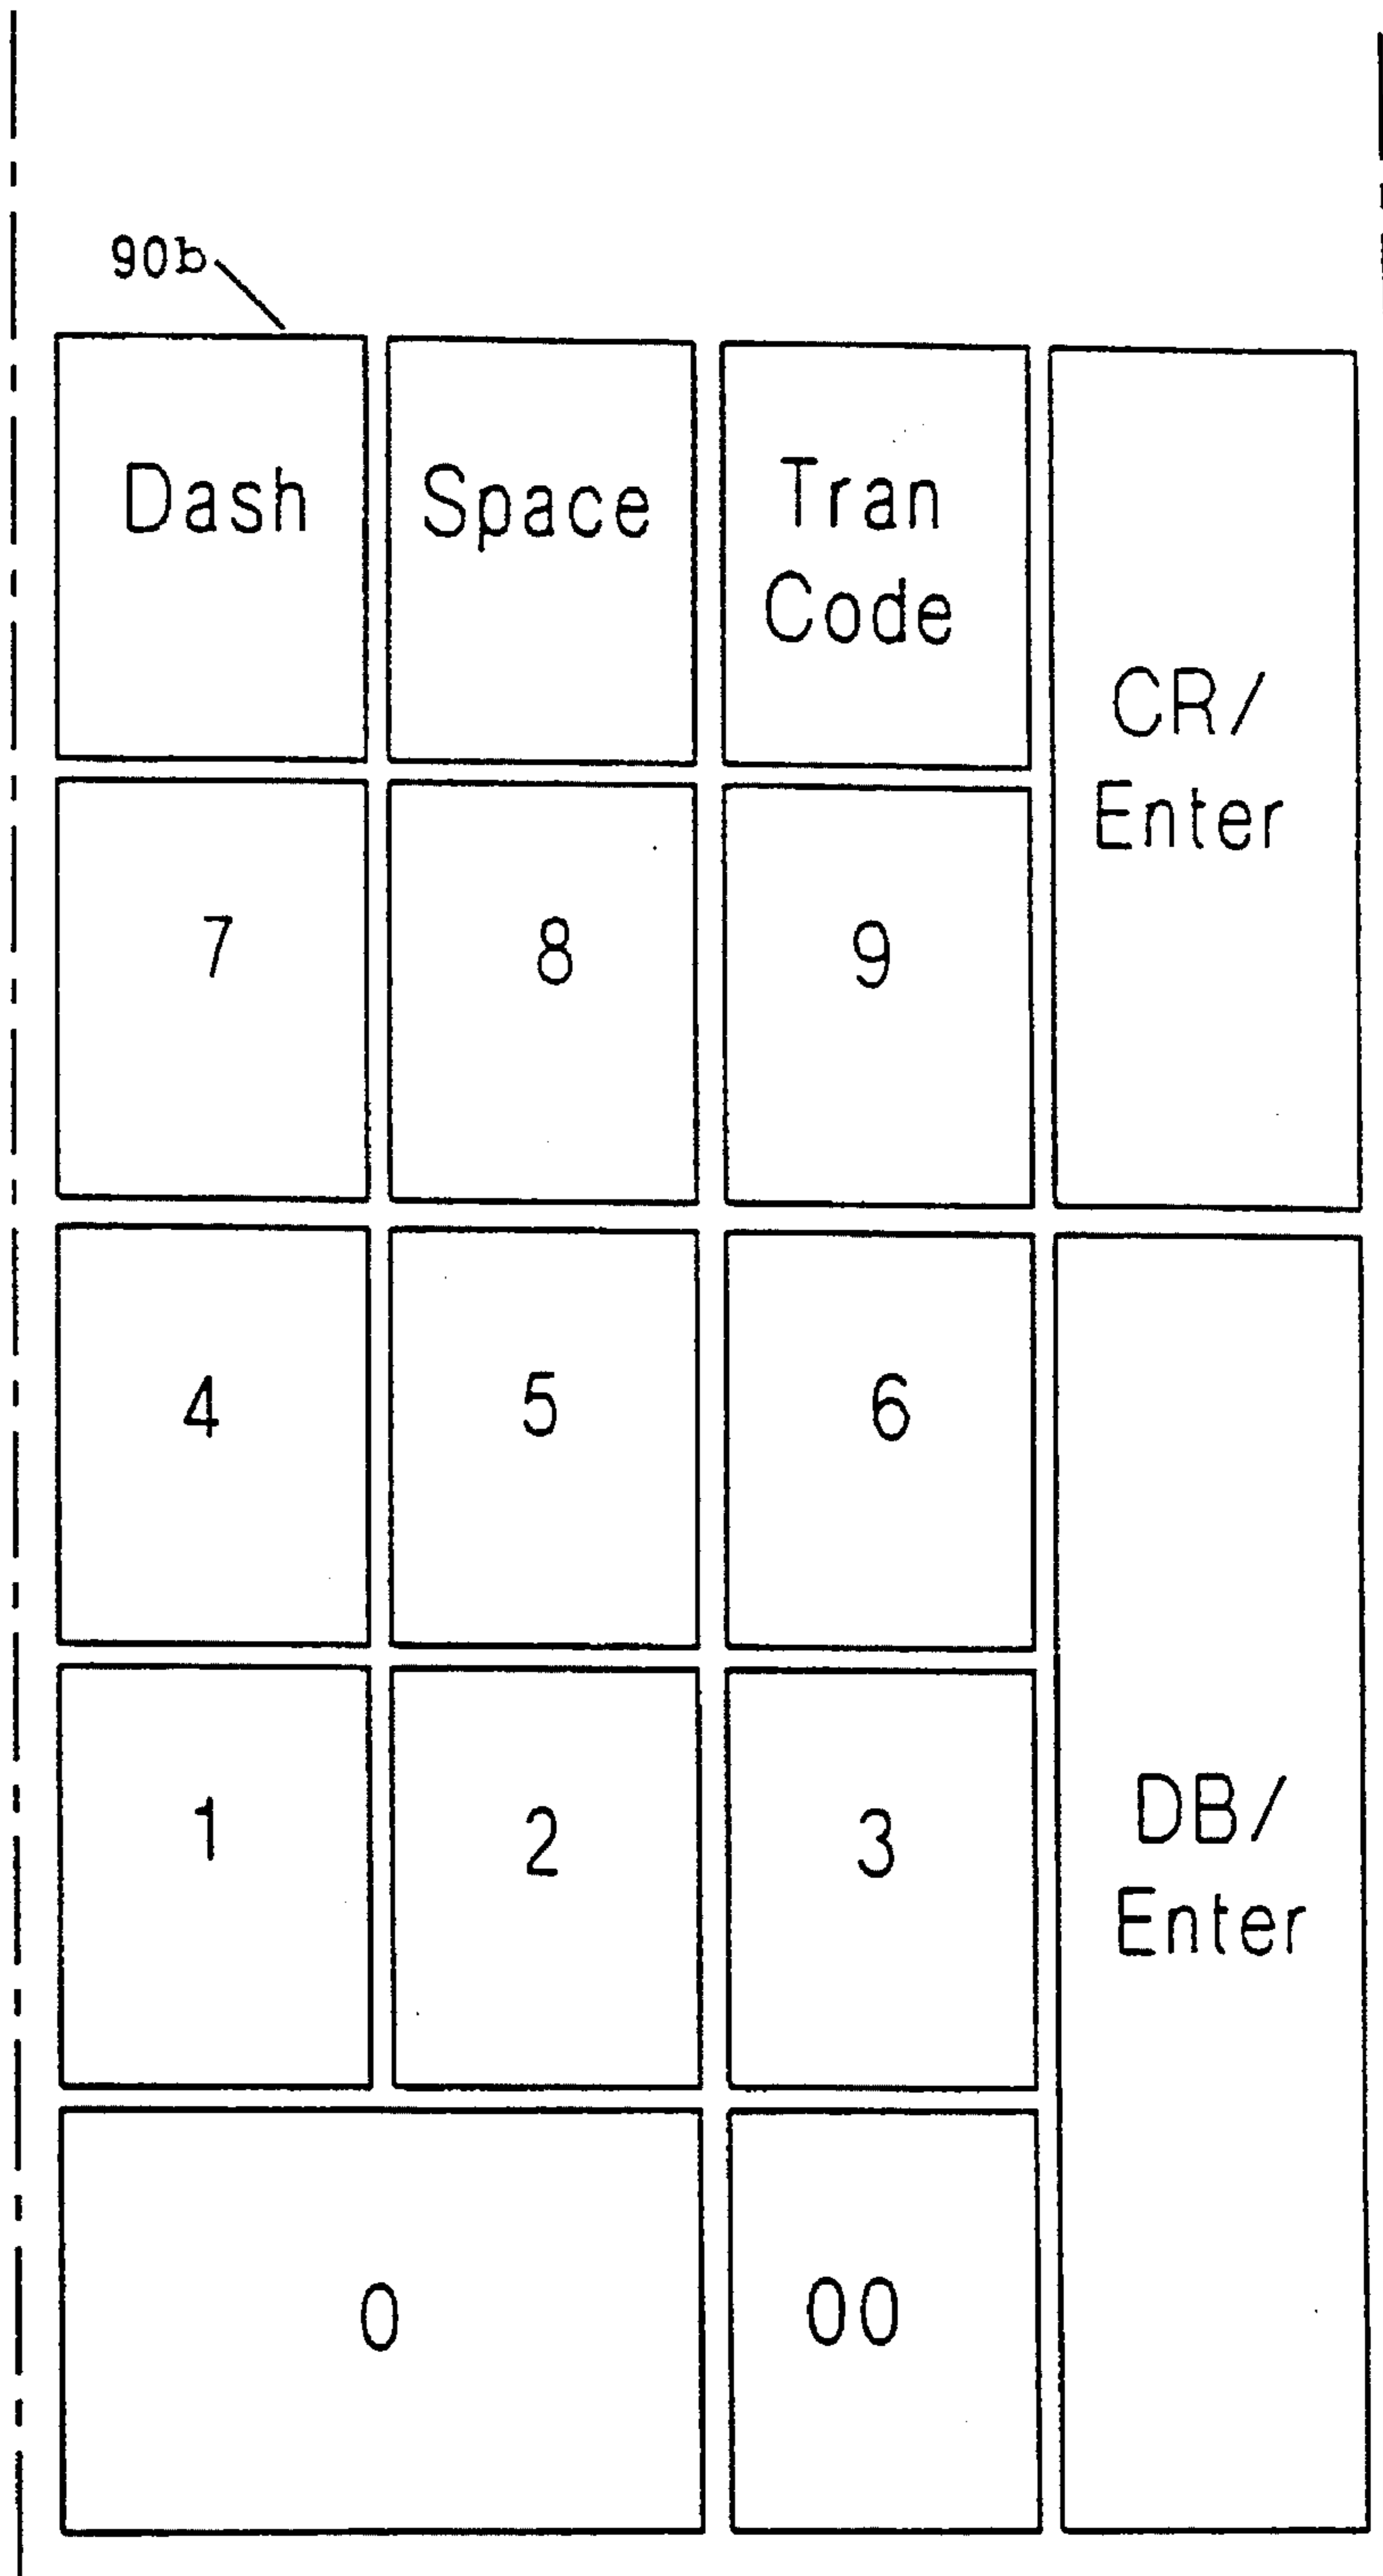 90b
Dash
Space
Tran
Code
CR/
Enter
7
8
9
4
5
6
DB/
Enter
1
2
3
0
00